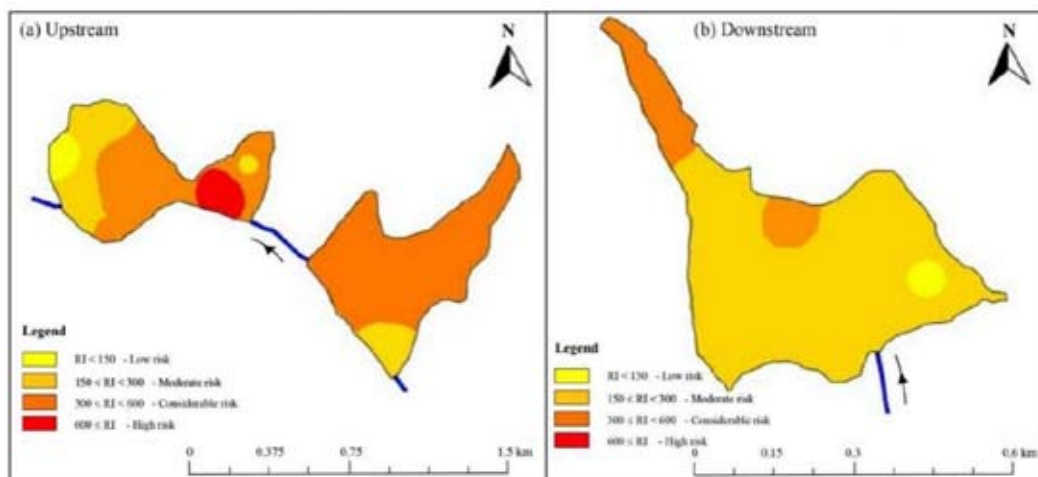 (a) Upstream
N
Legend
RI < 150 - Low risk
150 ≤ RI < 300 - Moderate risk
300 ≤ RI < 600 - Considerable risk
600 ≤ RI - High risk
0 0.375 0.75 1.5 km
(b) Downstream
N
Legend
RI < 150 - Low risk
150 ≤ RI < 300 - Moderate risk
300 ≤ RI < 600 - Considerable risk
600 ≤ RI - High risk
0 0.15 0.3 0.6 km